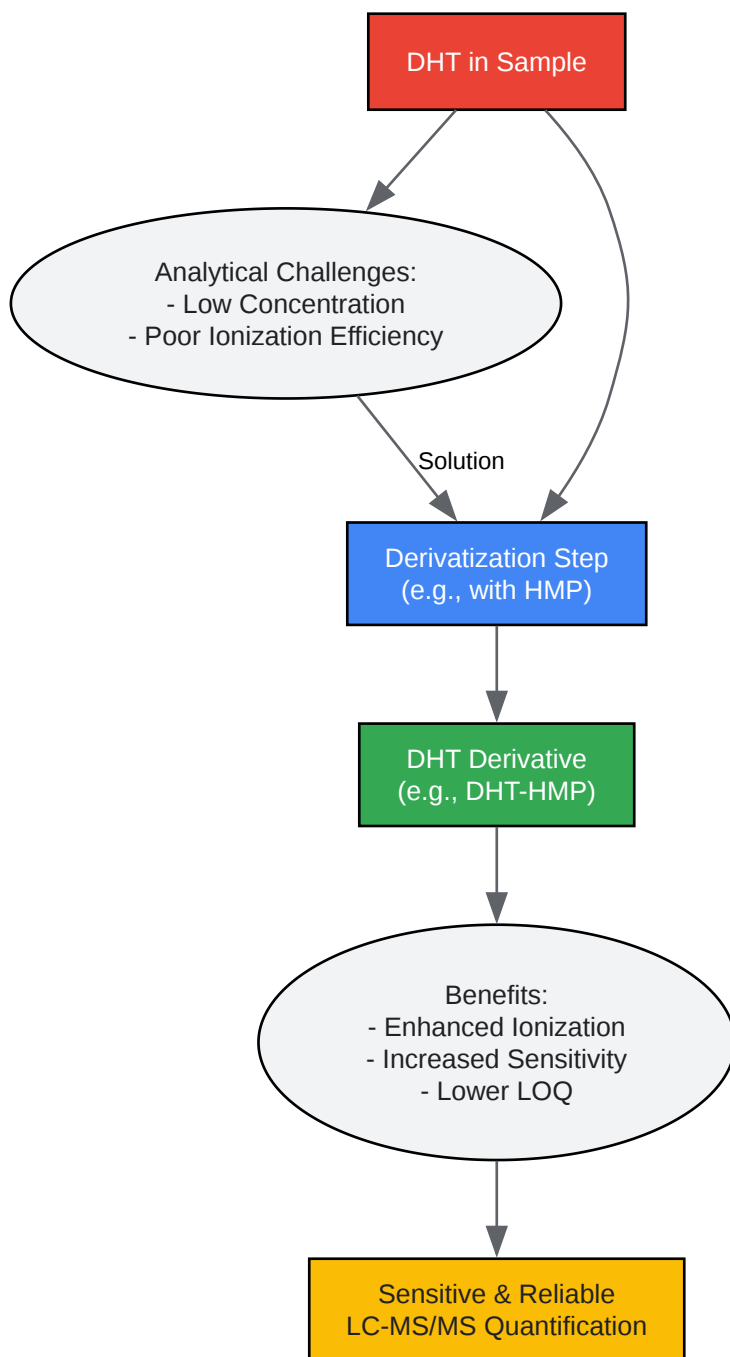 DHT in Sample
Analytical Challenges:
- Low Concentration
- Poor Ionization Efficiency
Solution
Derivatization Step
(e.g., with HMP)
DHT Derivative
(e.g., DHT-HMP)
Benefits:
- Enhanced Ionization
- Increased Sensitivity
- Lower LOQ
Sensitive & Reliable
LC-MS/MS Quantification